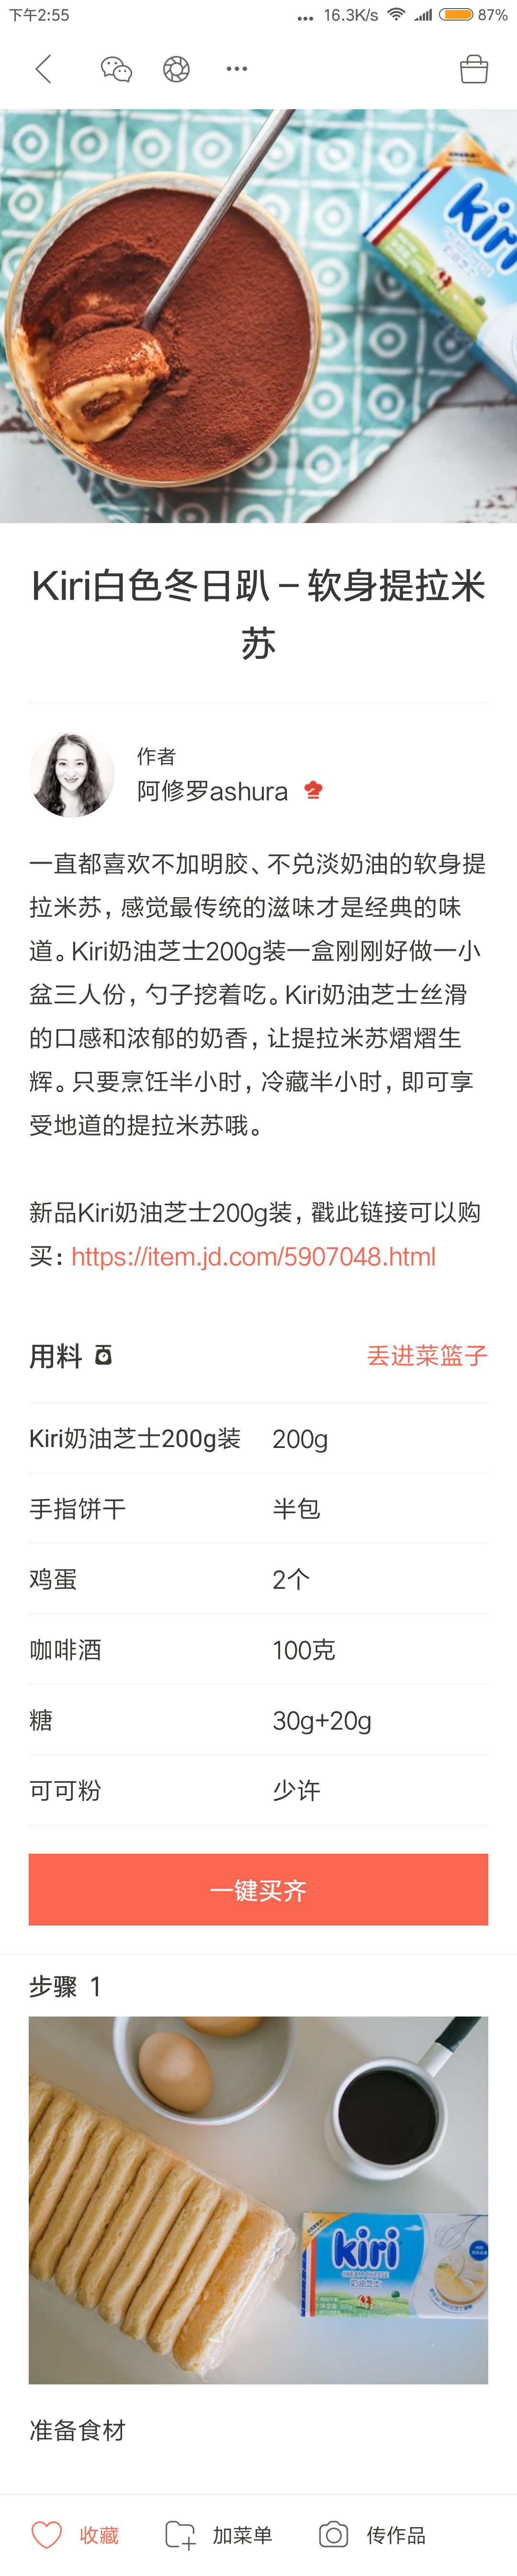 下午2:55
... 16.3K/s 87%
kiri
Kiri白色冬日趴－软身提拉米
苏
作者
阿修罗ashura
一直都喜欢不加明胶、不兑淡奶油的软身提
拉米苏，感觉最传统的滋味才是经典的味
道。Kiri奶油芝士200g装一盒刚刚好做一小
盆三人份，勺子挖着吃。Kiri奶油芝士丝滑
的口感和浓郁的奶香，让提拉米苏熠熠生
辉。只要烹饪半小时，冷藏半小时，即可享
受地道的提拉米苏哦。
新品Kiri奶油芝士200g装，戳此链接可以购
买：https://item.jd.com/5907048.html
用料
丢进菜篮子
Kiri奶油芝士200g装 200g
手指饼干 半包
鸡蛋 2个
咖啡酒 100克
糖 30g+20g
可可粉 少许
一键买齐
步骤 1
kiri
CREAM CHEESE
奶油芝士
准备食材
收藏 加菜单 传作品